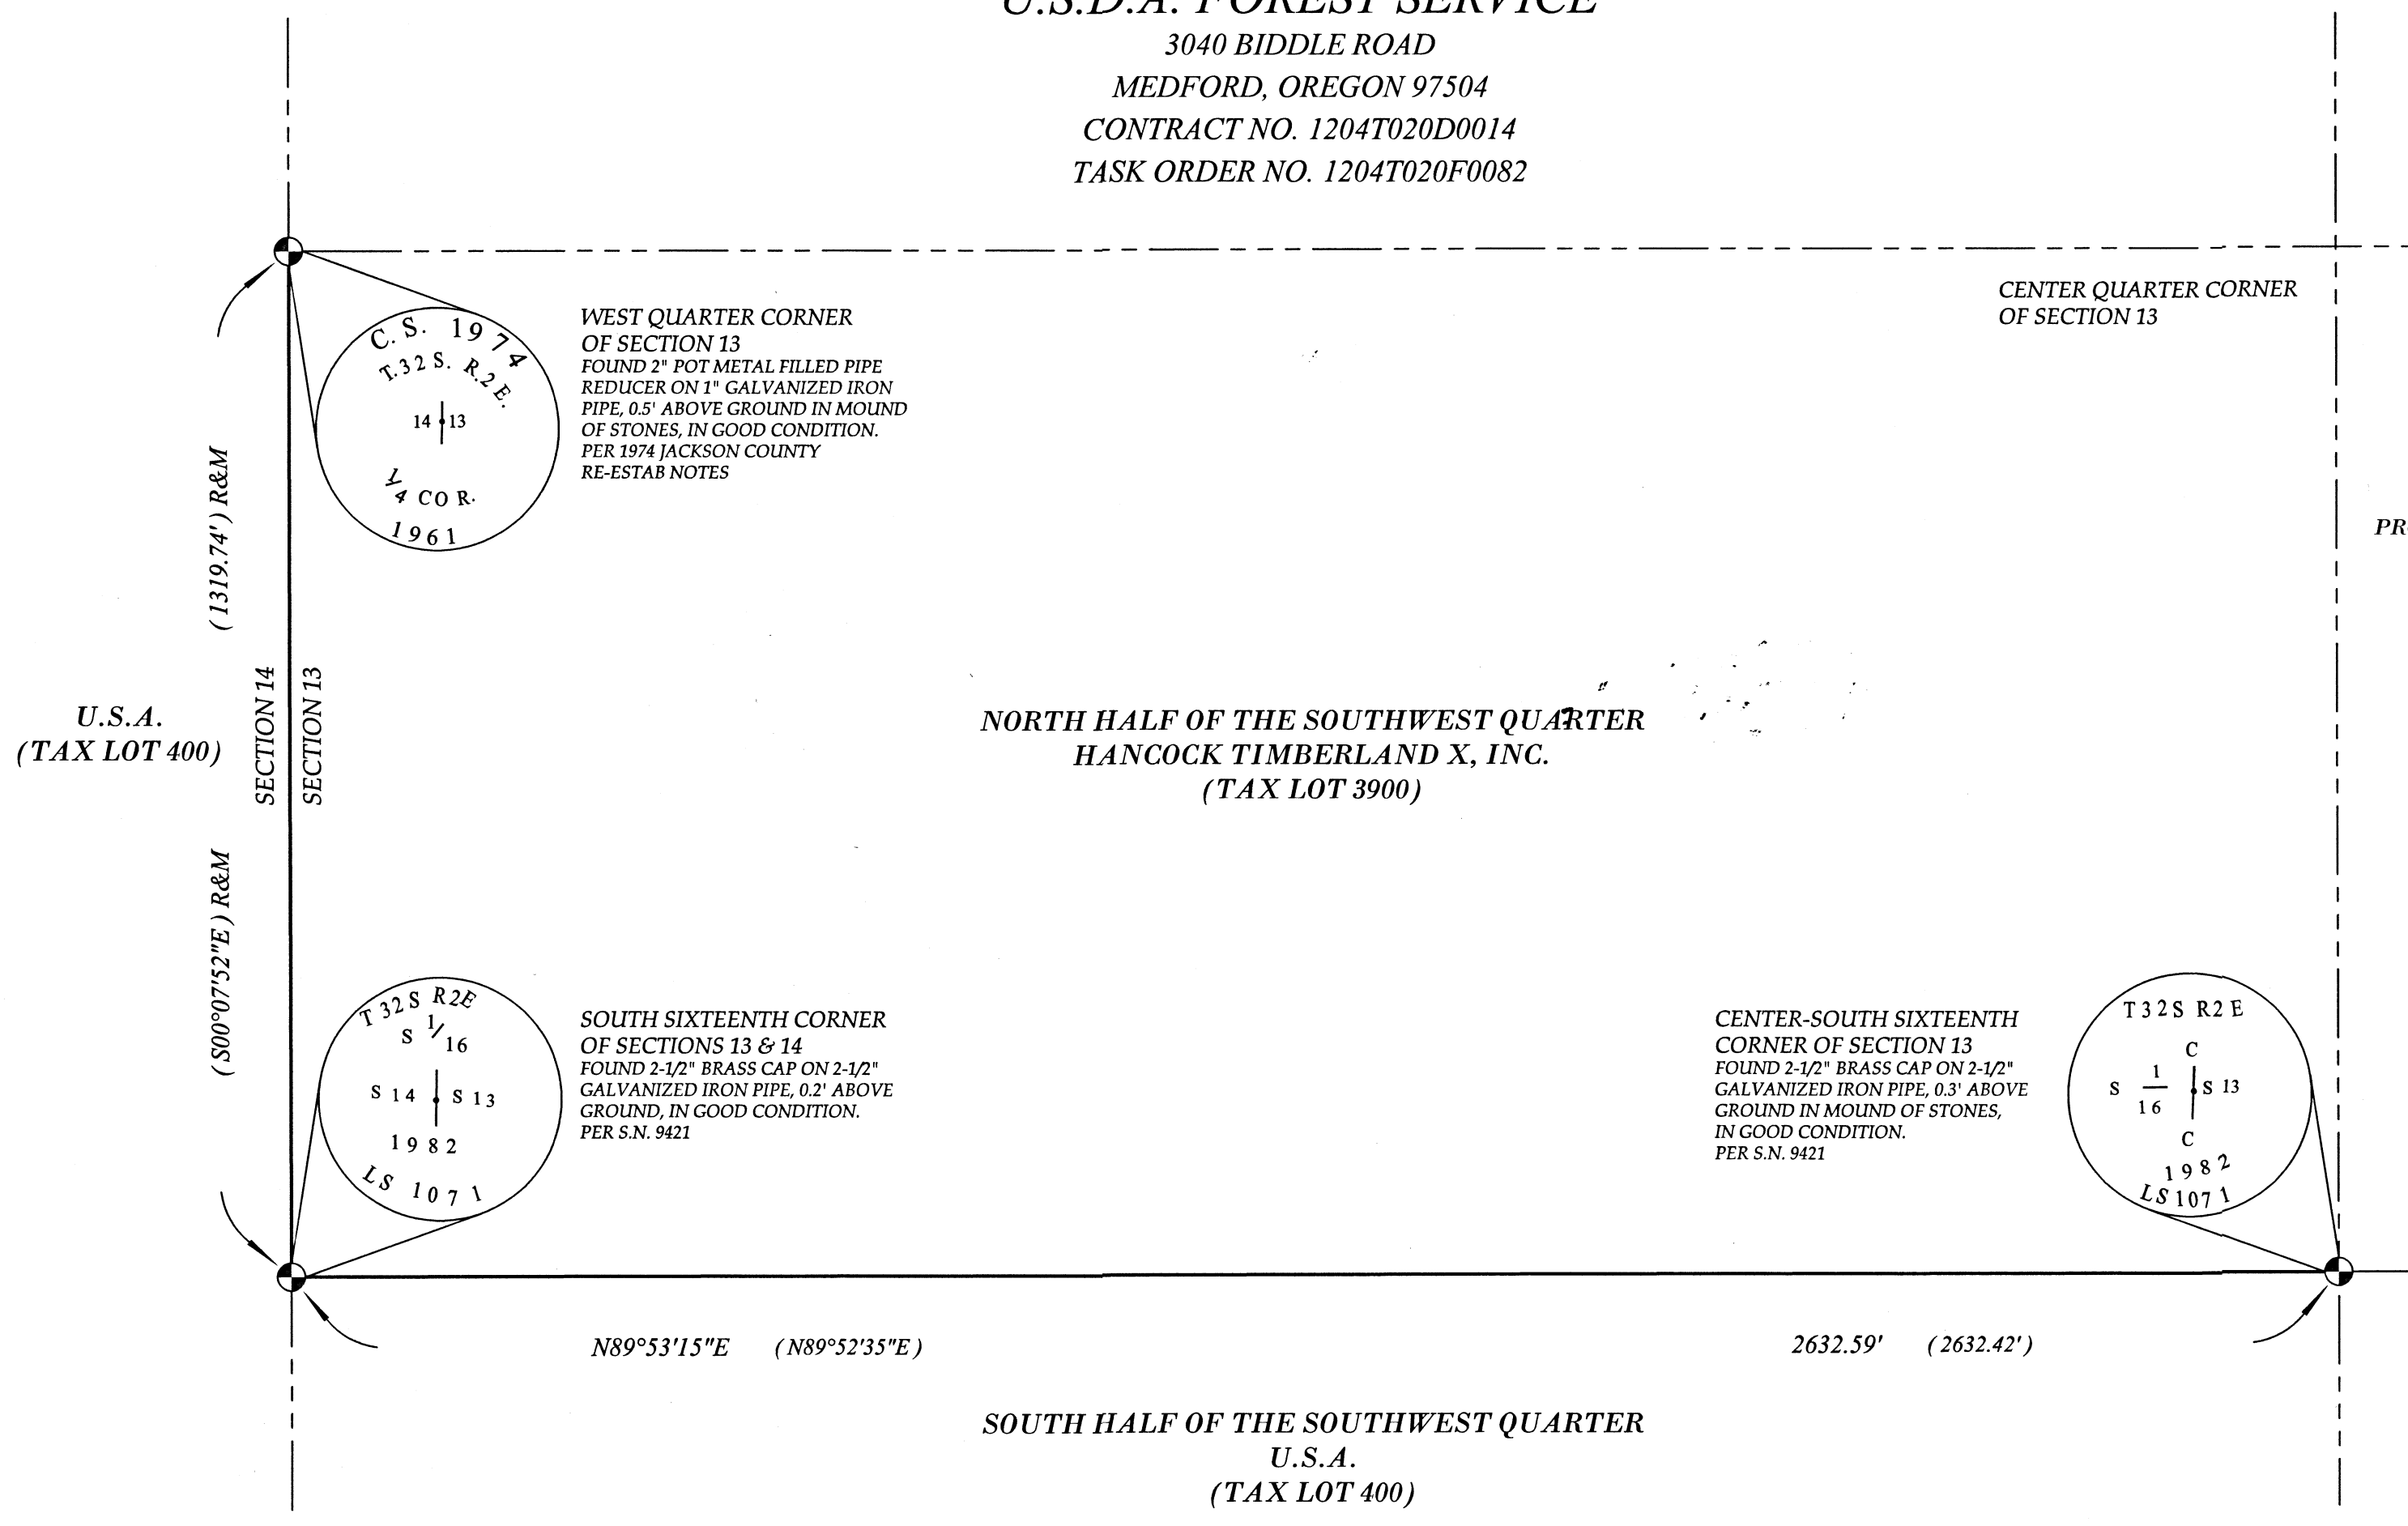 U.S.D.A. FOREST SERVICE
3040 BIDDLE ROAD
MEDFORD, OREGON 97504
CONTRACT NO. 1204T020D0014
TASK ORDER NO. 1204T020F0082
C.S. 1974
T.32 S. R.2 E.
14 13
1/4 COR.
1961
WEST QUARTER CORNER
OF SECTION 13
FOUND 2" POT METAL FILLED PIPE
REDUCER ON 1" GALVANIZED IRON
PIPE, 0.5' ABOVE GROUND IN MOUND
OF STONES, IN GOOD CONDITION.
PER 1974 JACKSON COUNTY
RE-ESTAB NOTES
CENTER QUARTER CORNER
OF SECTION 13
(1319.74') R&M
SECTION 14
SECTION 13
U.S.A.
(TAX LOT 400)
(S00°07'52"E) R&M
NORTH HALF OF THE SOUTHWEST QUARTER
HANCOCK TIMBERLAND X, INC.
(TAX LOT 3900)
T 32 S R2E
S 1/16
S 14 S 13
1982
LS 1071
SOUTH SIXTEENTH CORNER
OF SECTIONS 13 & 14
FOUND 2-1/2" BRASS CAP ON 2-1/2"
GALVANIZED IRON PIPE, 0.2' ABOVE
GROUND, IN GOOD CONDITION.
PER S.N. 9421
CENTER-SOUTH SIXTEENTH
CORNER OF SECTION 13
FOUND 2-1/2" BRASS CAP ON 2-1/2"
GALVANIZED IRON PIPE, 0.3' ABOVE
GROUND IN MOUND OF STONES,
IN GOOD CONDITION.
PER S.N. 9421
T32S R2E
C
S 1/16 S 13
C
1982
LS1071
N89°53'15"E (N89°52'35"E)
2632.59' (2632.42')
SOUTH HALF OF THE SOUTHWEST QUARTER
U.S.A.
(TAX LOT 400)